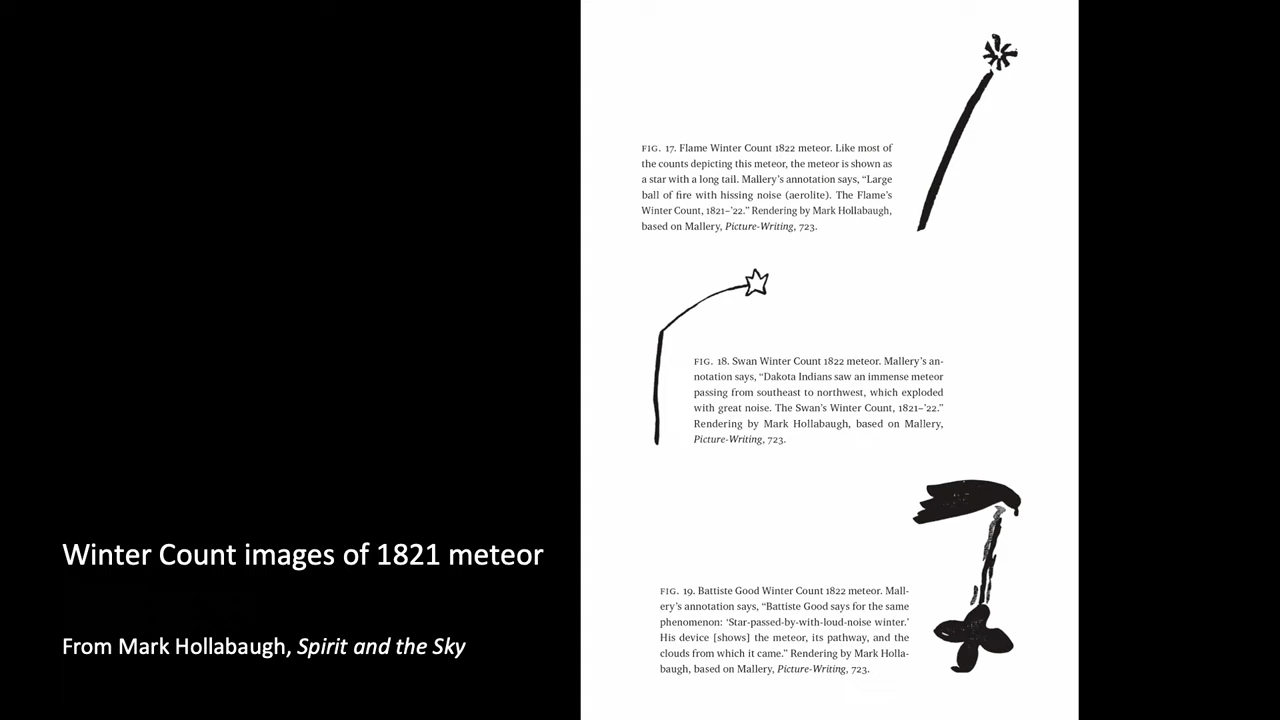 FIG. 17. Flame Winter Count 1822 meteor. Like most of
the counts depicting this meteor, the meteor is shown as
a star with a long tail. Mallery’s annotation says, “Large
ball of fire with hissing noise (aerolite). The Flame’s
Winter Count, 1821–’22.” Rendering by Mark Hollabaugh,
based on Mallery, Picture-Writing, 723.
FIG. 18. Swan Winter Count 1822 meteor. Mallery’s an-
notation says, “Dakota Indians saw an immense meteor
passing from southeast to northwest, which exploded
with great noise. The Swan’s Winter Count, 1821–’22.”
Rendering by Mark Hollabaugh, based on Mallery,
Picture-Writing, 723.
FIG. 19. Battiste Good Winter Count 1822 meteor. Mall-
ery’s annotation says, “Battiste Good says for the same
phenomenon: ‘Star-passed-by-with-loud-noise winter.’
His device [shows] the meteor, its pathway, and the
clouds from which it came.” Rendering by Mark Holla-
baugh, based on Mallery, Picture-Writing, 723.
Winter Count images of 1821 meteor
From Mark Hollabaugh, Spirit and the Sky